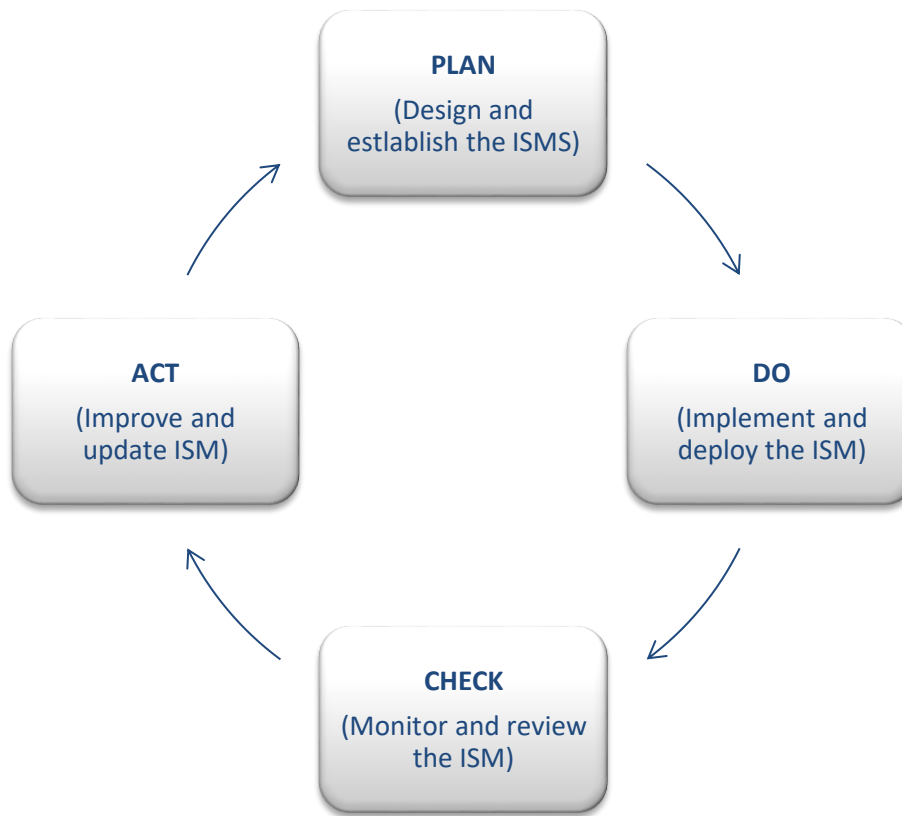 PLAN
(Design and
estlablish the ISMS)
ACT
(Improve and
update ISM)
DO
(Implement and
deploy the ISM)
CHECK
(Monitor and review
the ISM)